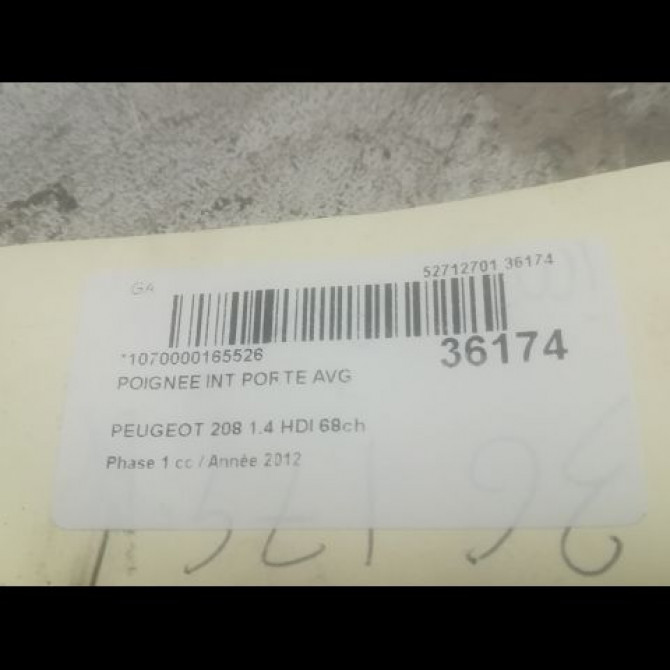 G4
52712701 36174
*1070000165526
36174
POIGNEE INT PORTE AVG
PEUGEOT 208 1.4 HDI 68ch
Phase 1 cc / Année 2012